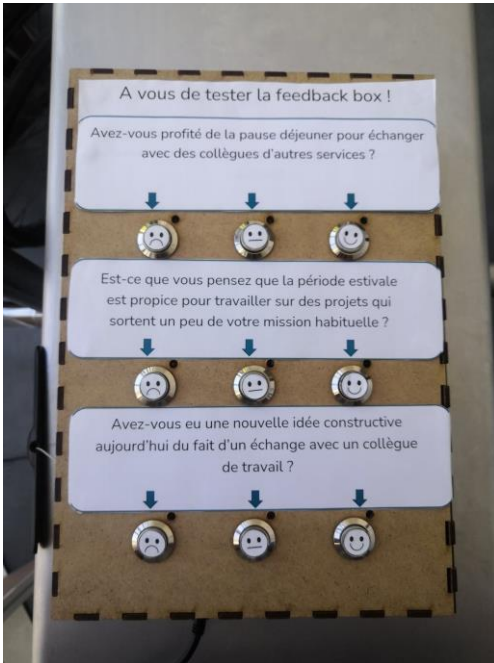 A vous de tester la feedback box !
Avez-vous profité de la pause déjeuner pour échanger
avec des collègues d'autres services ?
Est-ce que vous pensez que la période estivale
est propice pour travailler sur des projets qui
sortent un peu de votre mission habituelle ?
Avez-vous eu une nouvelle idée constructive
aujourd'hui du fait d'un échange avec un collègue
de travail ?